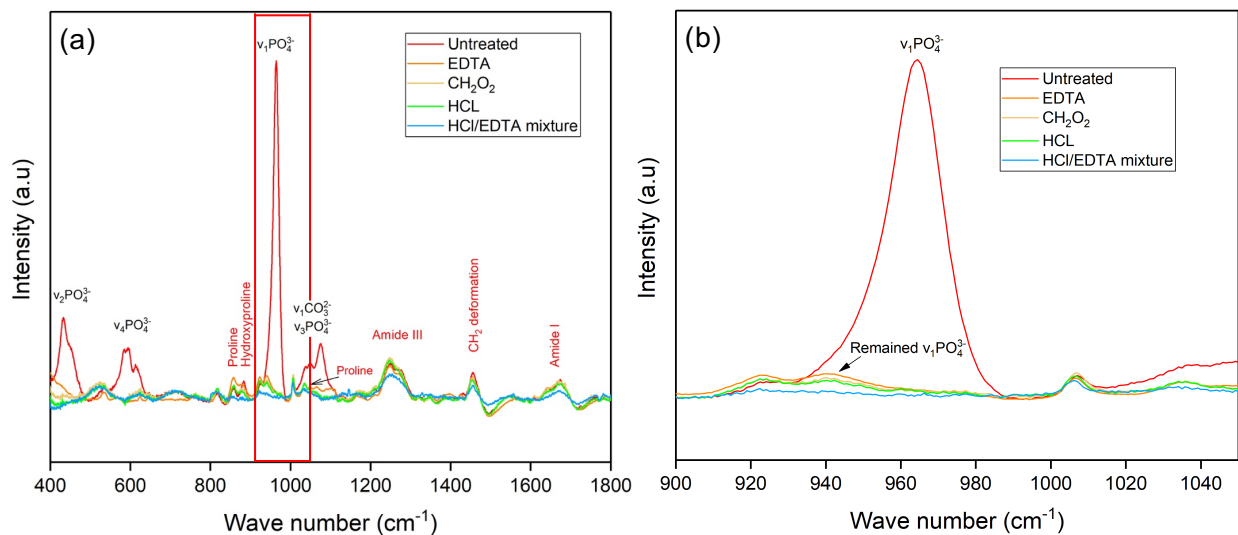 (a)
v₁PO₄³⁻
Untreated
EDTA
CH₂O₂
HCL
HCl/EDTA mixture
v₂PO₄³⁻
v₄PO₄³⁻
Proline
Hydroxyproline
v₁CO₃²⁻
v₃PO₄³⁻
Proline
Amide III
CH₂ deformation
Amide I
Intensity (a.u)
400 600 800 1000 1200 1400 1600 1800
Wave number (cm⁻¹)
(b)
v₁PO₄³⁻
Untreated
EDTA
CH₂O₂
HCL
HCl/EDTA mixture
Remained v₁PO₄³⁻
Intensity (a.u)
900 920 940 960 980 1000 1020 1040
Wave number (cm⁻¹)